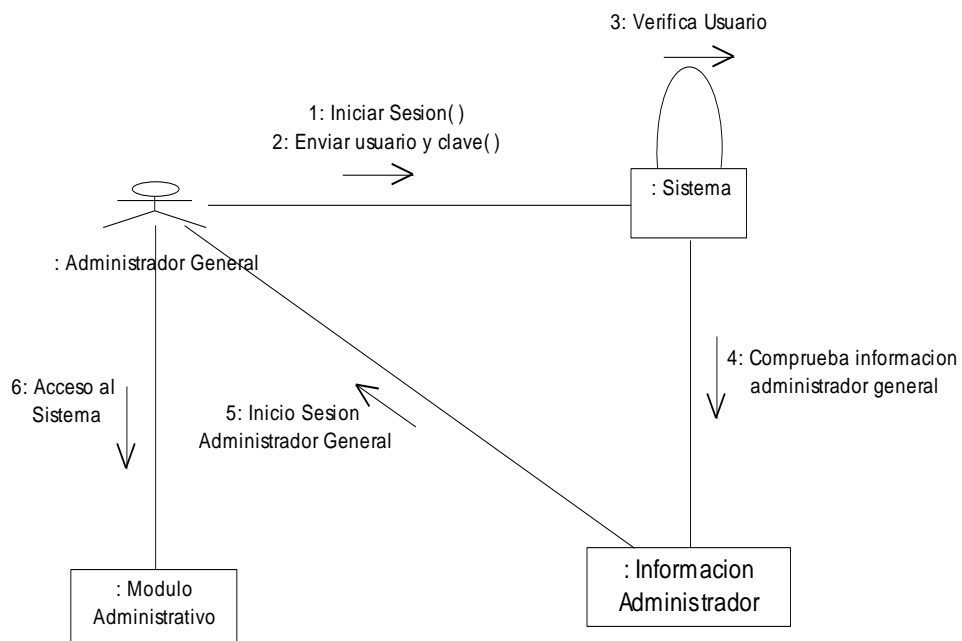 3: Verifica Usuario
1: Iniciar Sesion( )
2: Enviar usuario y clave( )
: Sistema
: Administrador General
4: Comprueba informacion
administrador general
6: Acceso al
Sistema
5: Inicio Sesion
Administrador General
: Modulo
Administrativo
: Informacion
Administrador